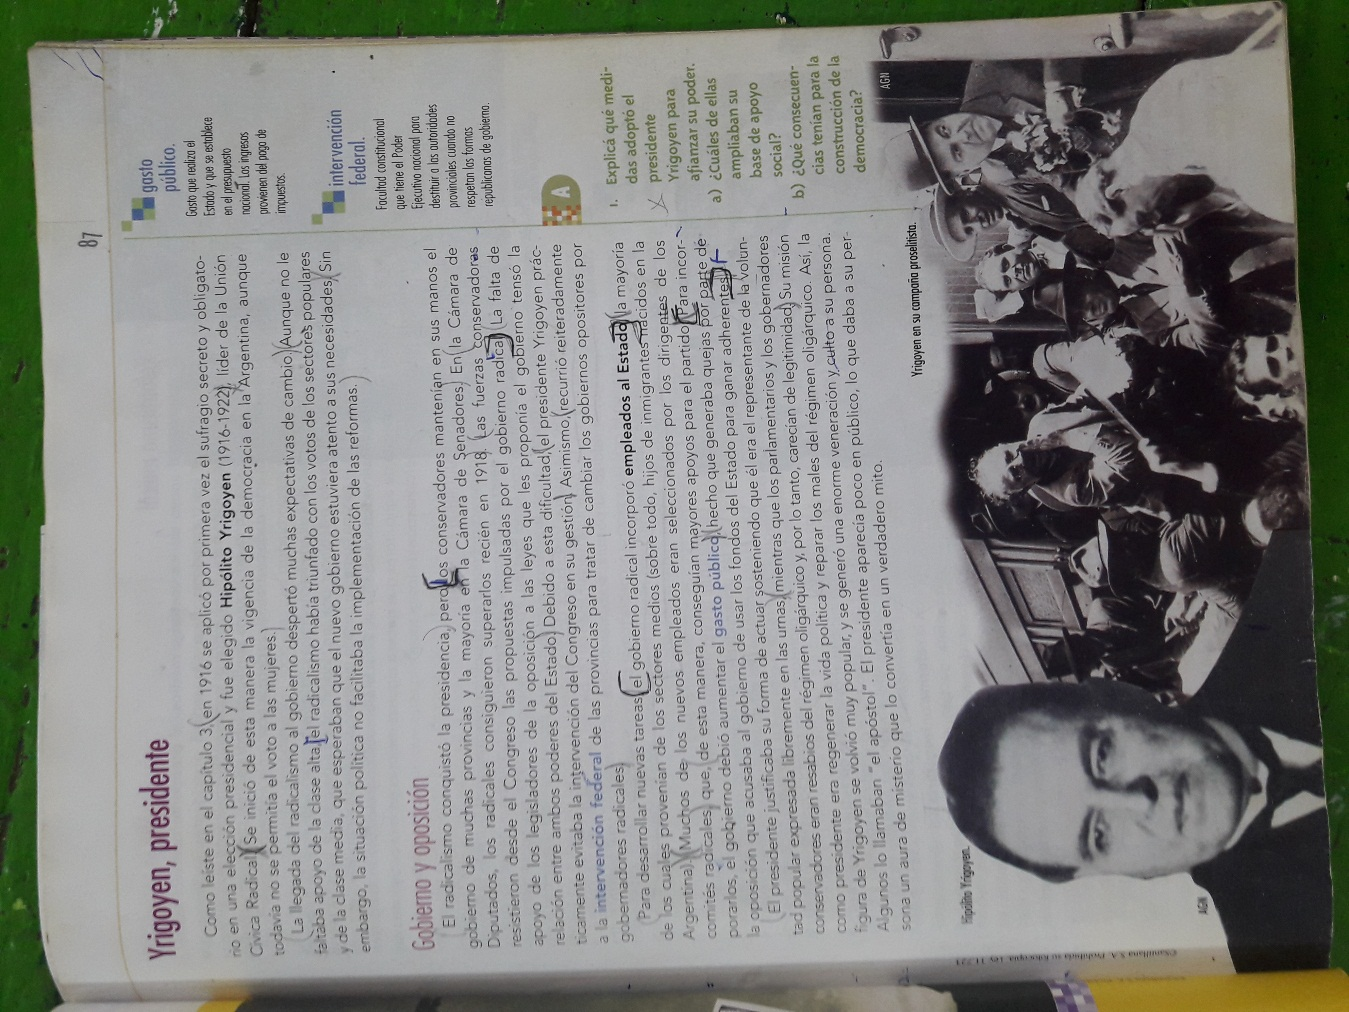 87
Yrigoyen, presidente
Como leíste en el capítulo 3, en 1916 se aplicó por primera vez el sufragio secreto y obligato-
rio en una elección presidencial y fue elegido Hipólito Yrigoyen (1916-1922), líder de la Unión
Cívica Radical. Se inició de esta manera la vigencia de la democracia en la Argentina, aunque
todavía no se permitía el voto a las mujeres.
La llegada del radicalismo al gobierno despertó muchas expectativas de cambio. Aunque no le
faltaba apoyo de la clase alta, el radicalismo había triunfado con los votos de los sectores populares
y de la clase media, que esperaban que el nuevo gobierno estuviera atento a sus necesidades. Sin
embargo, la situación política no facilitaba la implementación de las reformas.
Gobierno y oposición
El radicalismo conquistó la presidencia, pero los conservadores mantenían en sus manos el
gobierno de muchas provincias y la mayoría en la Cámara de Senadores. En la Cámara de
Diputados, los radicales consiguieron superarlos recién en 1918. Las fuerzas conservadoras
resistieron desde el Congreso las propuestas impulsadas por el gobierno radical. La falta de
apoyo de los legisladores de la oposición a las leyes que les proponía el gobierno tensó la
relación entre ambos poderes del Estado. Debido a esta dificultad, el presidente Yrigoyen prác-
ticamente evitaba la intervención del Congreso en su gestión. Asimismo, recurrió reiteradamente
a la intervención federal de las provincias para tratar de cambiar los gobiernos opositores por
gobernadores radicales.
Para desarrollar nuevas tareas el gobierno radical incorporó empleados al Estado, la mayoría
de los cuales provenían de los sectores medios (sobre todo, hijos de inmigrantes nacidos en la
Argentina). Muchos de los nuevos empleados eran seleccionados por los dirigentes de los
comités radicales que, de esta manera, conseguían mayores apoyos para el partido. Para incor-
porarlos, el gobierno debió aumentar el gasto público, hecho que generaba quejas por parte de
la oposición que acusaba al gobierno de usar los fondos del Estado para ganar adherentes.
El presidente justificaba su forma de actuar sosteniendo que él era el representante de la volun-
tad popular expresada libremente en las urnas, mientras que los parlamentarios y los gobernadores
conservadores eran resabios del régimen oligárquico y, por lo tanto, carecían de legitimidad. Su misión
como presidente era regenerar la vida política y reparar los males del régimen oligárquico. Así, la
figura de Yrigoyen se volvió muy popular, y se generó una enorme veneración y culto a su persona.
Algunos lo llamaban "el apóstol". El presidente aparecía poco en público, lo que daba a su per-
sona un aura de misterio que lo convertía en un verdadero mito.
gasto
público.
Gasto que realiza el
Estado y que se establece
en el presupuesto
nacional. Los ingresos
provienen del pago de
impuestos.
intervención
federal.
Facultad constitucional
que tiene el Poder
Ejecutivo nacional para
destituir a las autoridades
provinciales cuando no
respetan las formas
republicanas de gobierno.
A
1. Explicá qué medi-
das adoptó el
presidente
Yrigoyen para
afianzar su poder.
a) ¿Cuáles de ellas
ampliaban su
base de apoyo
social?
b) ¿Qué consecuen-
cias tenían para la
construcción de la
democracia?
Hipólito Yrigoyen.
AGN
Yrigoyen en su campaña proselitista.
AGN
©Santillana S.A. Prohibida su fotocopia. Ley 11.723